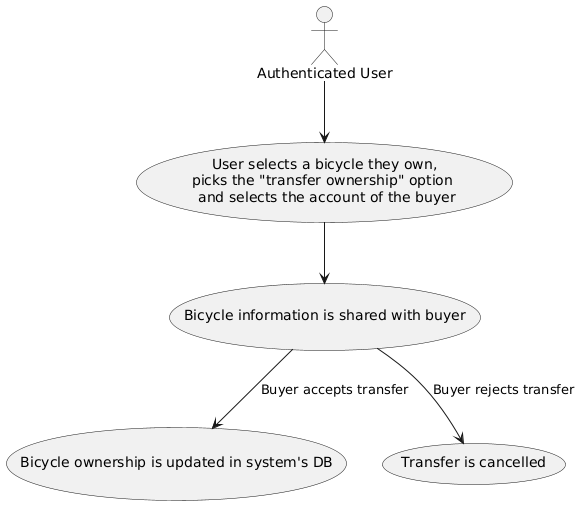 Authenticated User
User selects a bicycle they own,
picks the "transfer ownership" option
and selects the account of the buyer
Bicycle information is shared with buyer
Buyer accepts transfer
Buyer rejects transfer
Bicycle ownership is updated in system's DB
Transfer is cancelled